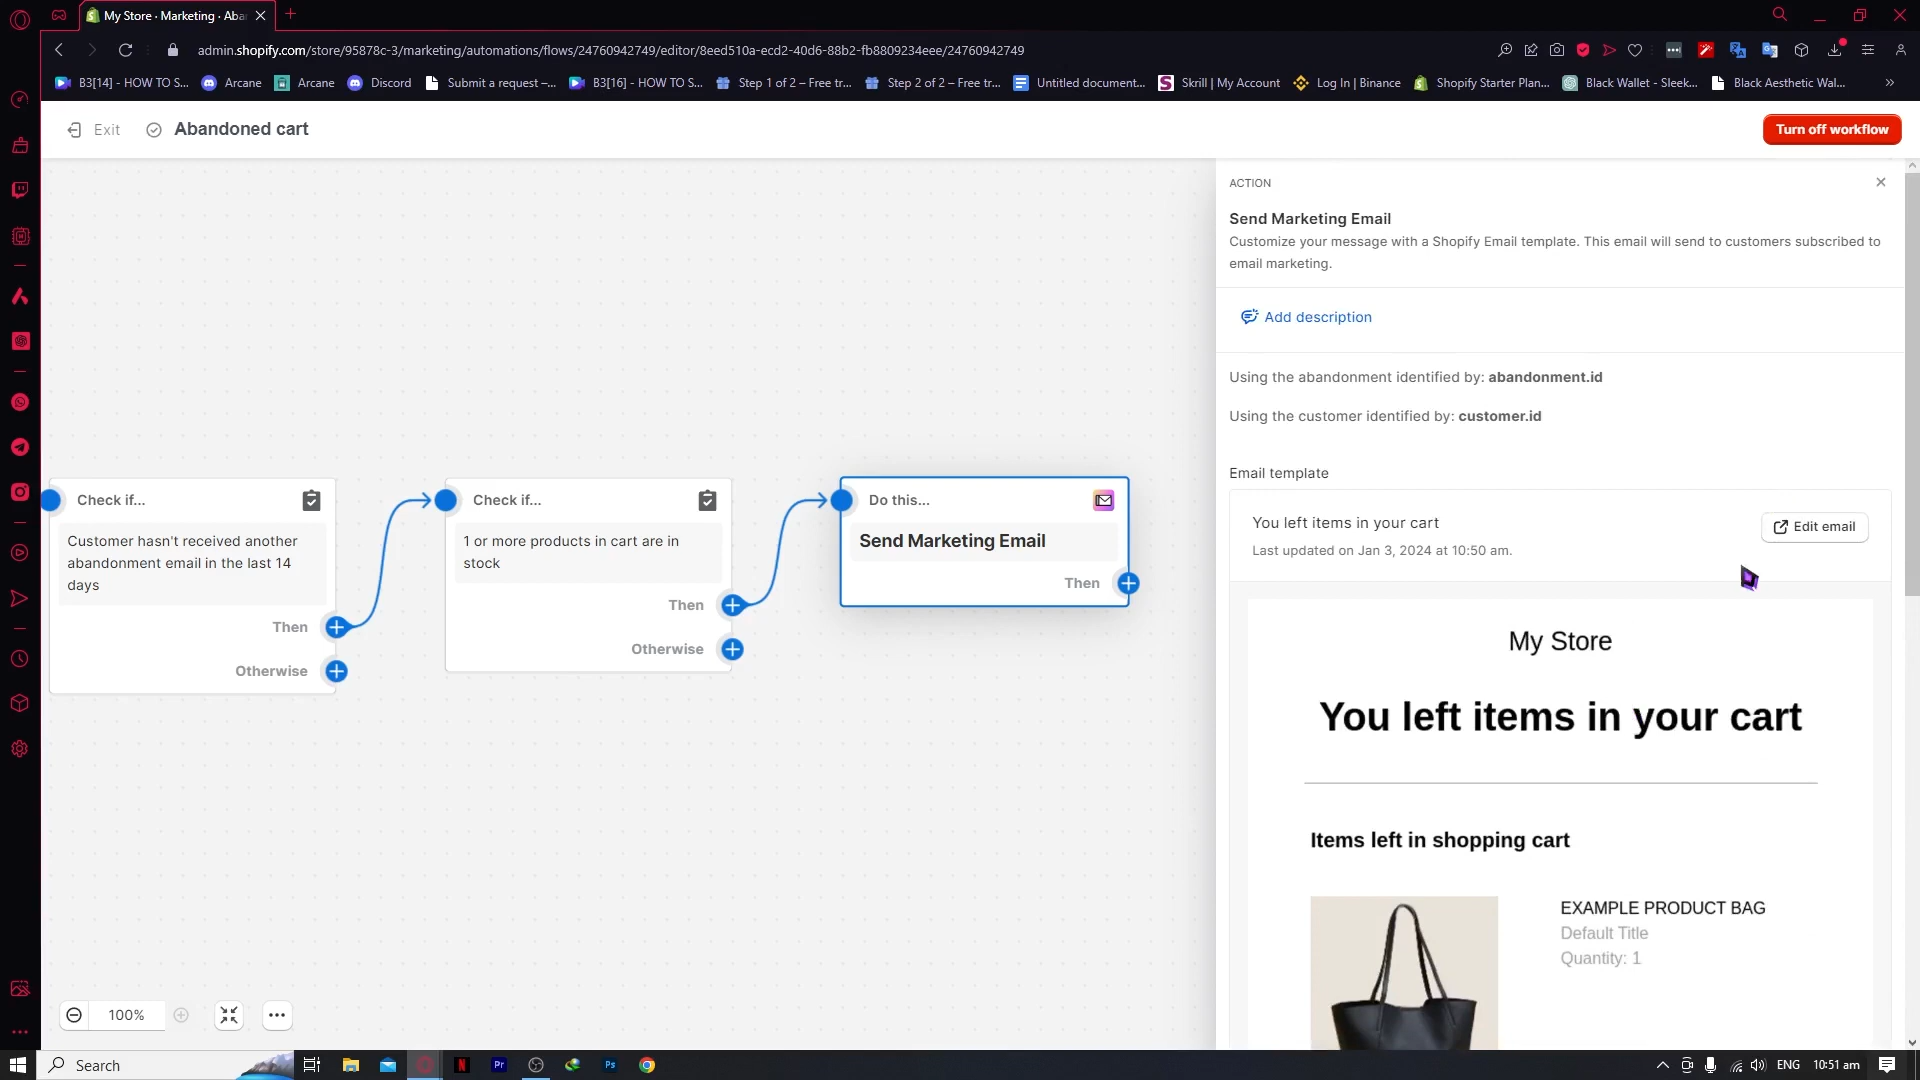 My Store · Marketing · Aba
admin.shopify.com/store/95878c-3/marketing/automations/flows/24760942749/editor/8eed510a-ecd2-40d6-88b2-fb8809234eee/24760942749
B3[14] - HOW TO S... Arcane Arcane Discord Submit a request –... B3[16] - HOW TO S... Step 1 of 2 – Free tr... Step 2 of 2 – Free tr... Untitled document... Skrill | My Account Log In | Binance Shopify Starter Plan... Black Wallet - Sleek... Black Aesthetic Wal...
Exit Abandoned cart Turn off workflow
ACTION
Send Marketing Email
Customize your message with a Shopify Email template. This email will send to customers subscribed to
email marketing.
Add description
Using the abandonment identified by: abandonment.id
Using the customer identified by: customer.id
Email template
You left items in your cart
Edit email
Last updated on Jan 3, 2024 at 10:50 am.
My Store
You left items in your cart
Items left in shopping cart
EXAMPLE PRODUCT BAG
Default Title
Quantity: 1
Check if...
Customer hasn't received another
abandonment email in the last 14
days
Then
Otherwise
Check if...
1 or more products in cart are in
stock
Then
Otherwise
Do this...
Send Marketing Email
Then
100%
Search
N
Pr
Ps
ENG
10:51 am